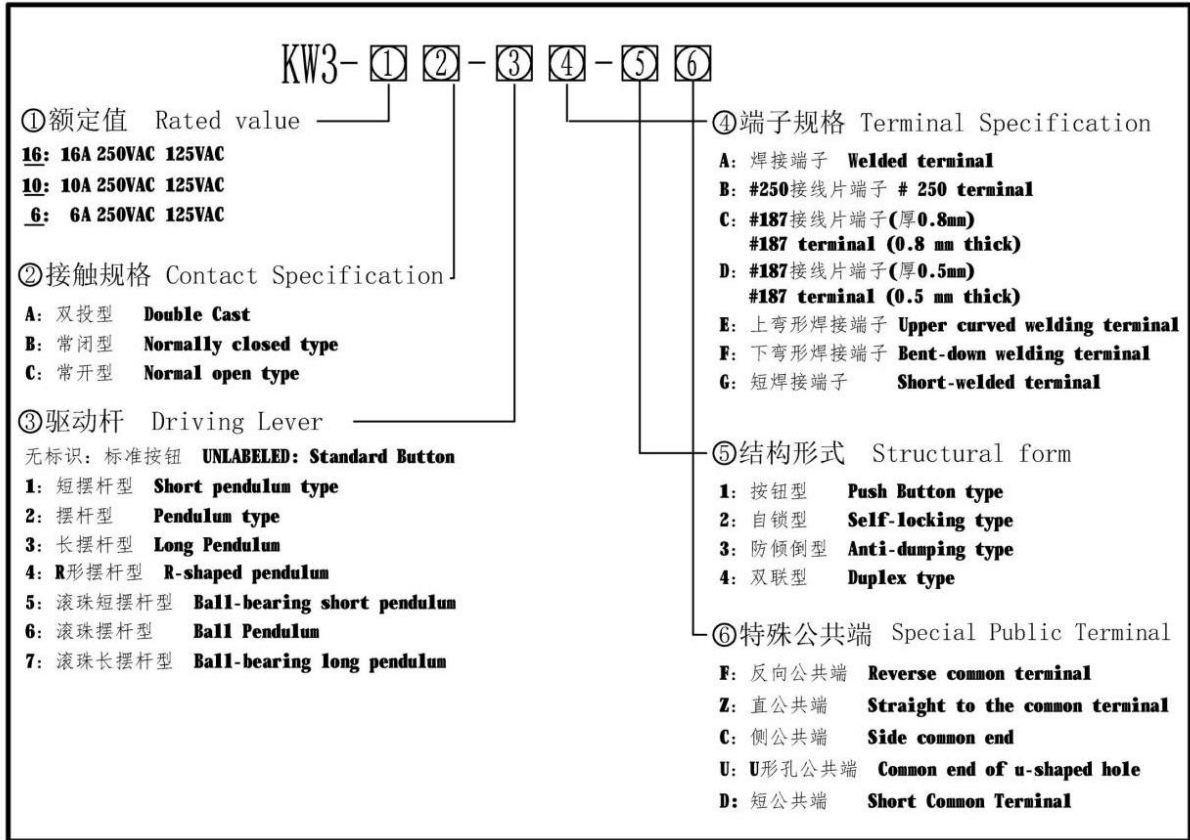 KW3-① ②-③ ④-⑤ ⑥
①额定值 Rated value
16: 16A 250VAC 125VAC
10: 10A 250VAC 125VAC
6: 6A 250VAC 125VAC
②接触规格 Contact Specification
A: 双投型 Double Cast
B: 常闭型 Normally closed type
C: 常开型 Normal open type
③驱动杆 Driving Lever
无标识: 标准按钮 UNLABELED: Standard Button
1: 短摆杆型 Short pendulum type
2: 摆杆型 Pendulum type
3: 长摆杆型 Long Pendulum
4: R形摆杆型 R-shaped pendulum
5: 滚珠短摆杆型 Ball-bearing short pendulum
6: 滚珠摆杆型 Ball Pendulum
7: 滚珠长摆杆型 Ball-bearing long pendulum
④端子规格 Terminal Specification
A: 焊接端子 Welded terminal
B: #250接线片端子 # 250 terminal
C: #187接线片端子(厚0.8mm)
#187 terminal (0.8 mm thick)
D: #187接线片端子(厚0.5mm)
#187 terminal (0.5 mm thick)
E: 上弯形焊接端子 Upper curved welding terminal
F: 下弯形焊接端子 Bent-down welding terminal
G: 短焊接端子 Short-welded terminal
⑤结构形式 Structural form
1: 按钮型 Push Button type
2: 自锁型 Self-locking type
3: 防倾倒型 Anti-dumping type
4: 双联型 Duplex type
⑥特殊公共端 Special Public Terminal
F: 反向公共端 Reverse common terminal
Z: 直公共端 Straight to the common terminal
C: 侧公共端 Side common end
U: U形孔公共端 Common end of u-shaped hole
D: 短公共端 Short Common Terminal